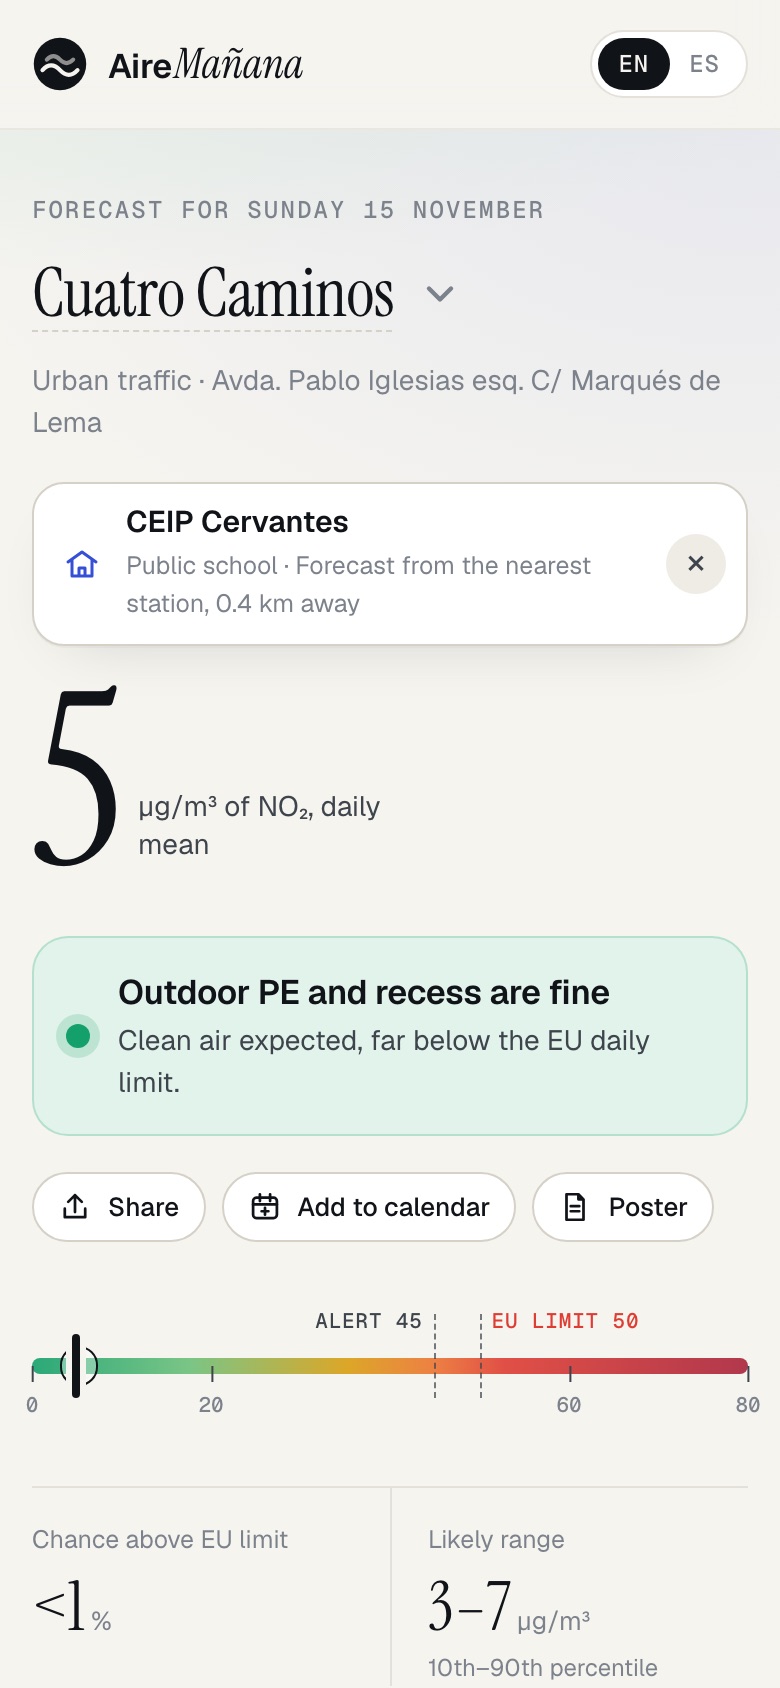 AireMañana
EN ES
FORECAST FOR SUNDAY 15 NOVEMBER
Cuatro Caminos
Urban traffic · Avda. Pablo Iglesias esq. C/ Marqués de
Lema
CEIP Cervantes
Public school · Forecast from the nearest
station, 0.4 km away
5
µg/m³ of NO₂, daily
mean
Outdoor PE and recess are fine
Clean air expected, far below the EU daily
limit.
Share
Add to calendar
Poster
ALERT 45
EU LIMIT 50
0 20 60 80
Chance above EU limit
<1 %
Likely range
3–7 µg/m³
10th–90th percentile